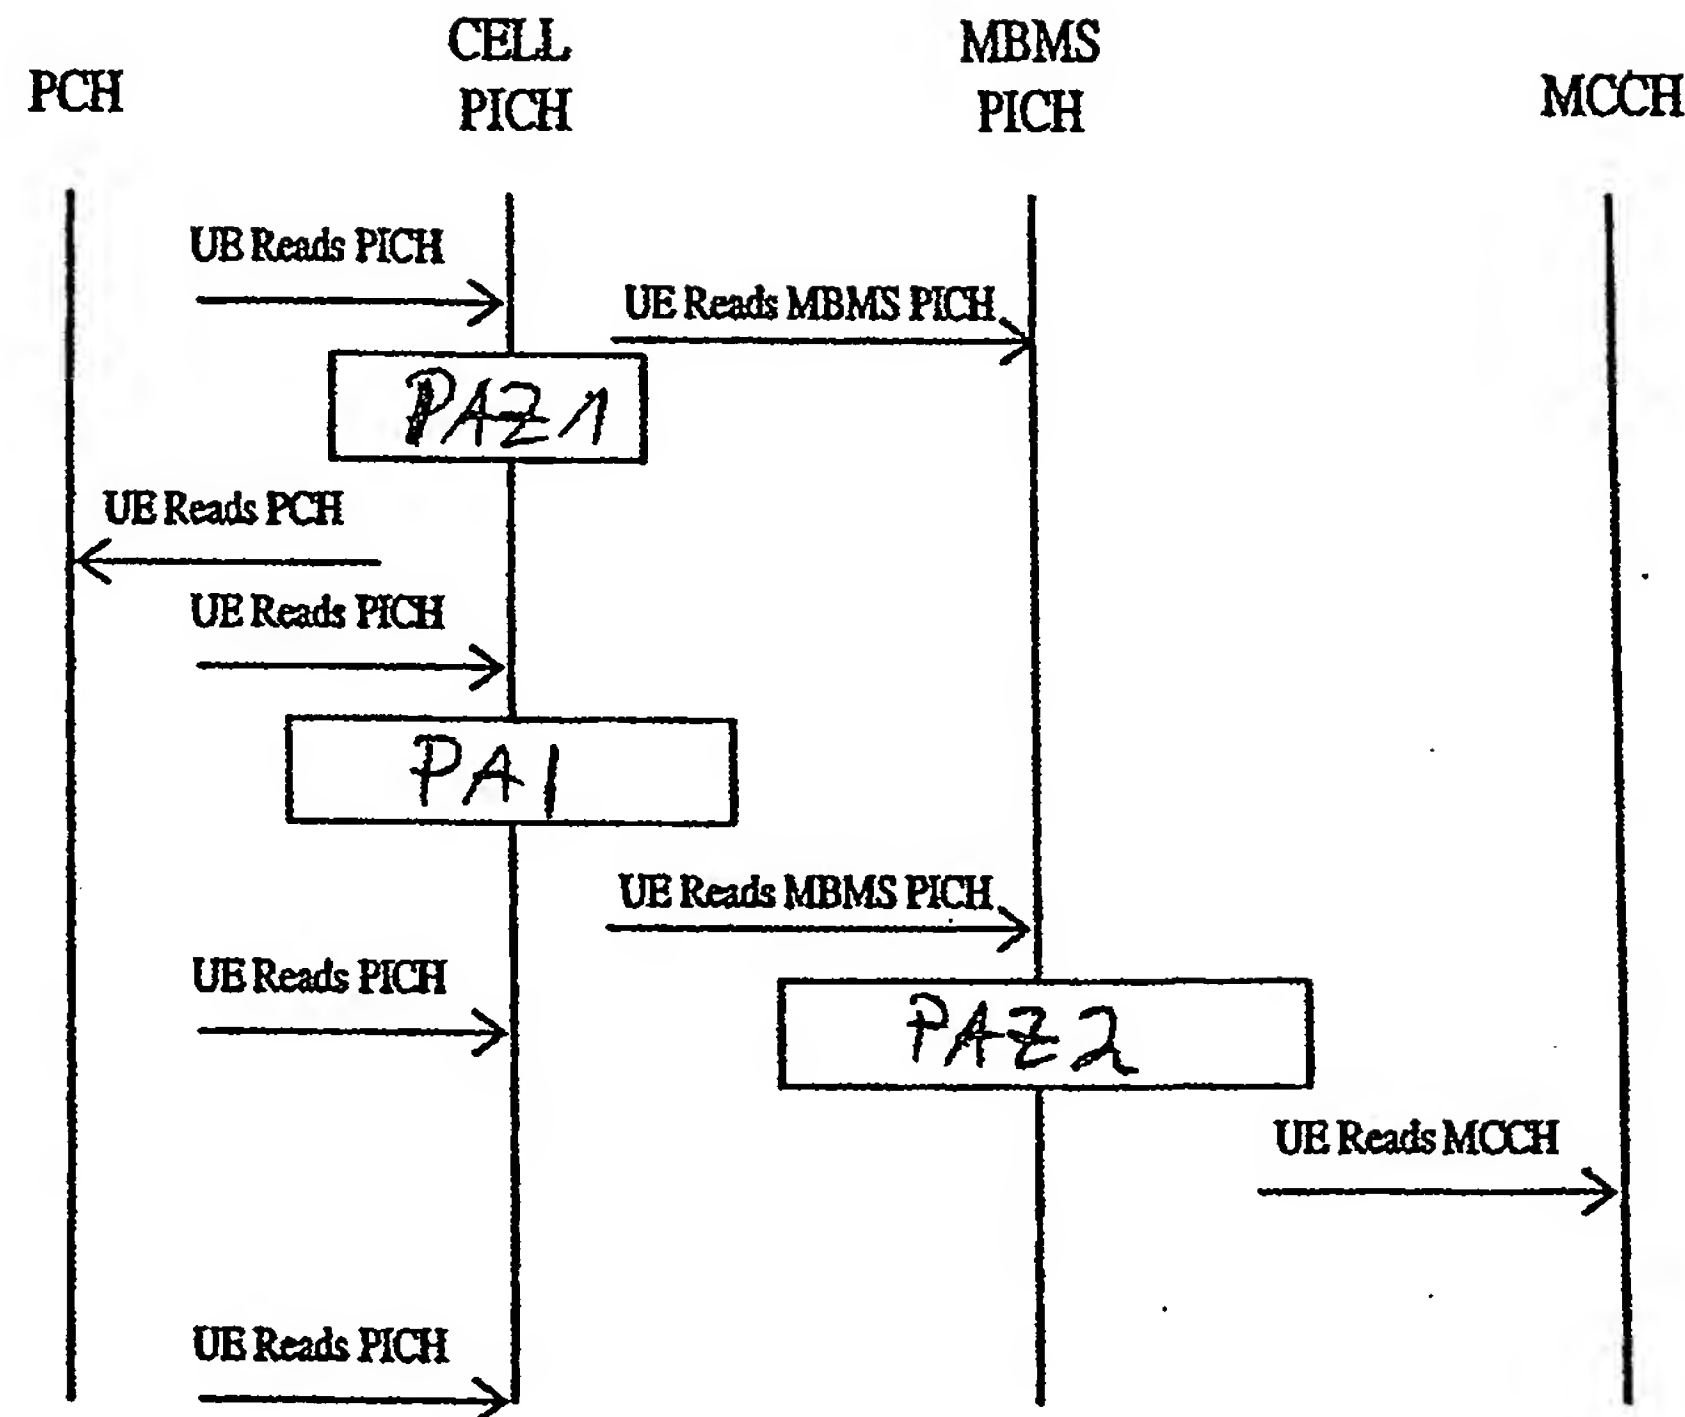 PCH
CELL
PICH
MBMS
PICH
MCCH
UE Reads PICH
UE Reads MBMS PICH
PAZ1
UE Reads PCH
UE Reads PICH
PA1
UE Reads MBMS PICH
UE Reads PICH
PAZ2
UE Reads MCCH
UE Reads PICH